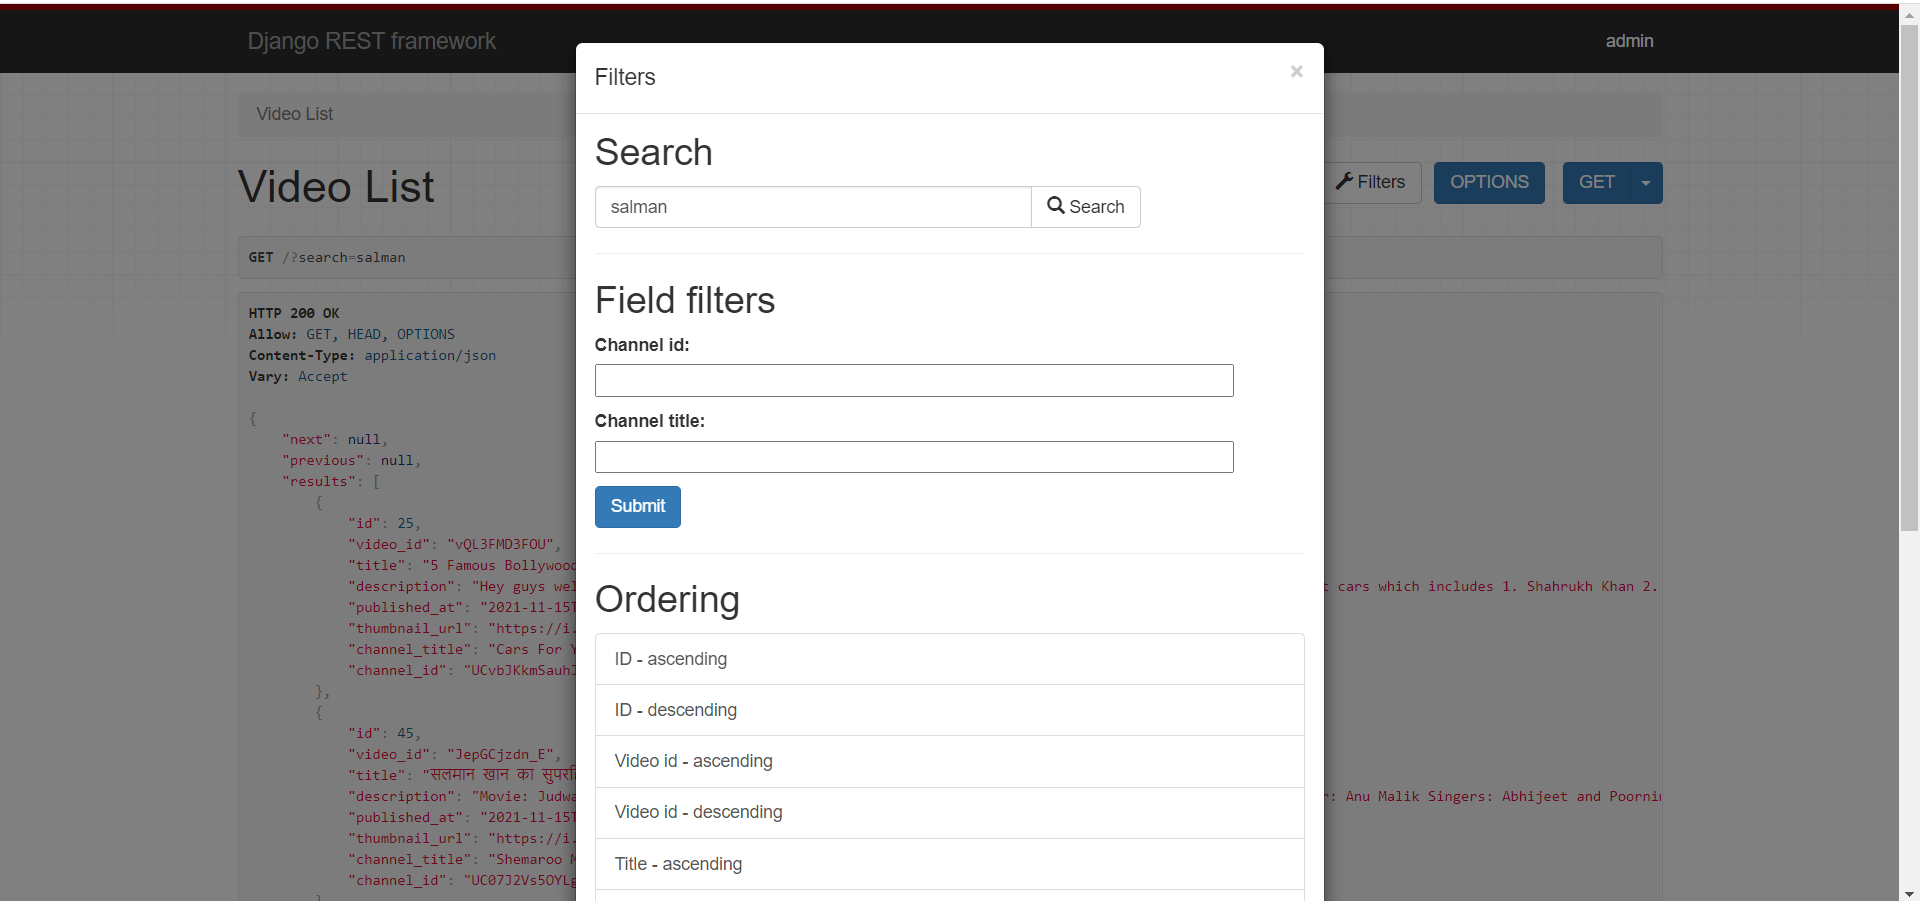 Django REST framework
admin
Filters
×
Video List
Search
Video List
Filters
OPTIONS
GET
salman
Search
GET /?search=salman
Field filters
HTTP 200 OK
Allow: GET, HEAD, OPTIONS
Content-Type: application/json
Vary: Accept
Channel id:
Channel title:
Submit
{
"next": null,
"previous": null,
"results": [
{
"id": 25,
"video_id": "vQL3FMD3FOU",
"title": "5 Famous Bollywood
"description": "Hey guys wel
cars which includes 1. Shahrukh Khan 2.
"published_at": "2021-11-15T
"thumbnail_url": "https://i.
"channel_title": "Cars For Y
"channel_id": "UCvbJKkmSauhJ
},
{
"id": 45,
"video_id": "JepGCjzdn_E",
"title": "सलमान खान का
"description": "Movie: Judwa
: Anu Malik Singers: Abhijeet and Poorni
"published_at": "2021-11-15T
"thumbnail_url": "https://i.
"channel_title": "Shemaroo M
"channel_id": "UC07J2Vs5OYLg
Ordering
ID - ascending
ID - descending
Video id - ascending
Video id - descending
Title - ascending